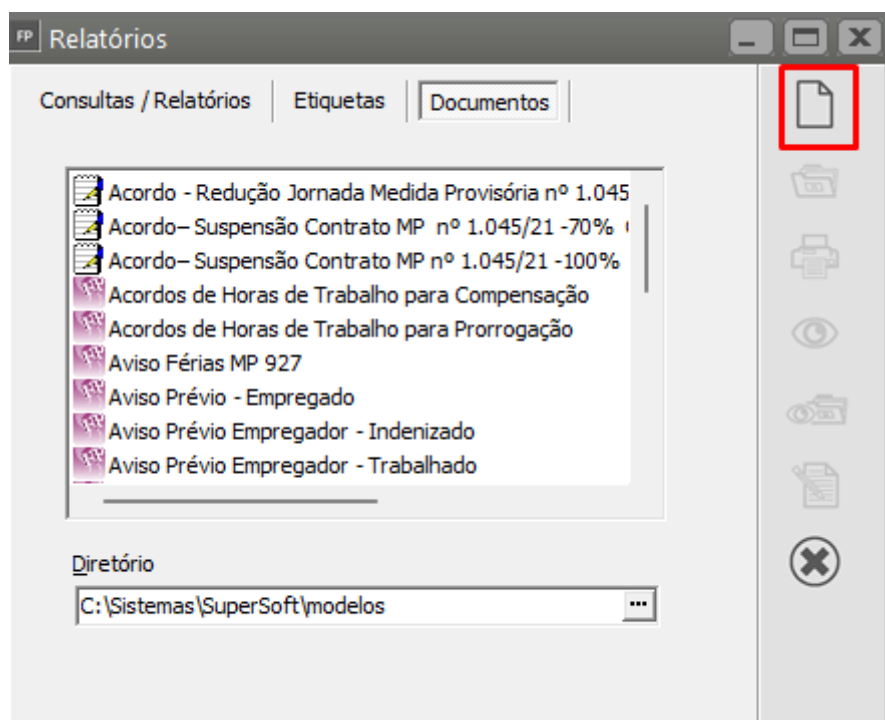 FP Relatórios
Consultas / Relatórios Etiquetas Documentos
Acordo - Redução Jornada Medida Provisória nº 1.045
Acordo– Suspensão Contrato MP nº 1.045/21 -70%
Acordo– Suspensão Contrato MP nº 1.045/21 -100%
Acordos de Horas de Trabalho para Compensação
Acordos de Horas de Trabalho para Prorrogação
Aviso Férias MP 927
Aviso Prévio - Empregado
Aviso Prévio Empregador - Indenizado
Aviso Prévio Empregador - Trabalhado
Diretório
C:\Sistemas\SuperSoft\modelos ...